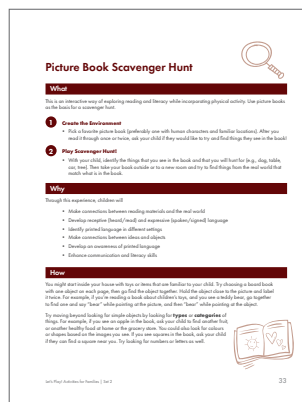 Picture Book Scavenger Hunt
What
This is an interactive way of exploring reading and literacy while incorporating physical activity. Use picture books
as the basis for a scavenger hunt.
1 Create the Environment
• Pick a favorite picture book (preferably one with human characters and familiar locations). After you
read it through once or twice, ask your child if they would like to try and find things they see in the book!
2 Play Scavenger Hunt!
• With your child, identify the things that you see in the book and that you will hunt for (e.g., dog, table,
car, tree). Then take your book outside or to a new room and try to find things from the real world that
match what is in the book.
Why
Through this experience, children will
• Make connections between reading materials and the real world
• Develop receptive (heard/read) and expressive (spoken/signed) language
• Identify printed language in different settings
• Make connections between ideas and objects
• Develop an awareness of printed language
• Enhance communication and literacy skills
How
You might start inside your house with toys or items that are familiar to your child. Try choosing a board book
with one object on each page, then go find the object together. Hold the object close to the picture and label
it twice. For example, if you're reading a book about children's toys, and you see a teddy bear, go together
to find one and say "bear" while pointing at the picture, and then "bear" while pointing at the object.
Try moving beyond looking for simple objects by looking for types or categories of
things. For example, if you see an apple in the book, ask your child to find another fruit,
or another healthy food at home or the grocery store. You could also look for colours
or shapes based on the images you see. If you see squares in the book, ask your child
if they can find a square near you. Try looking for numbers or letters as well.
Let's Play! Activities for Families | Set 2
33